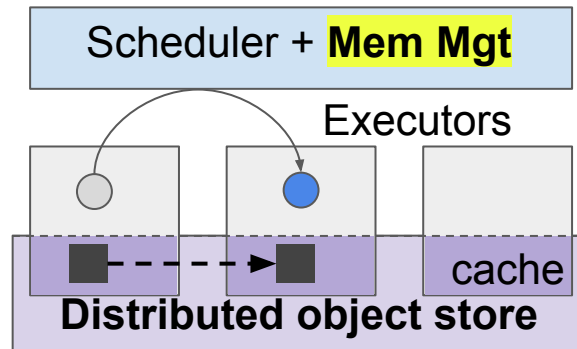 Scheduler + Mem Mgt
Executors
cache
Distributed object store